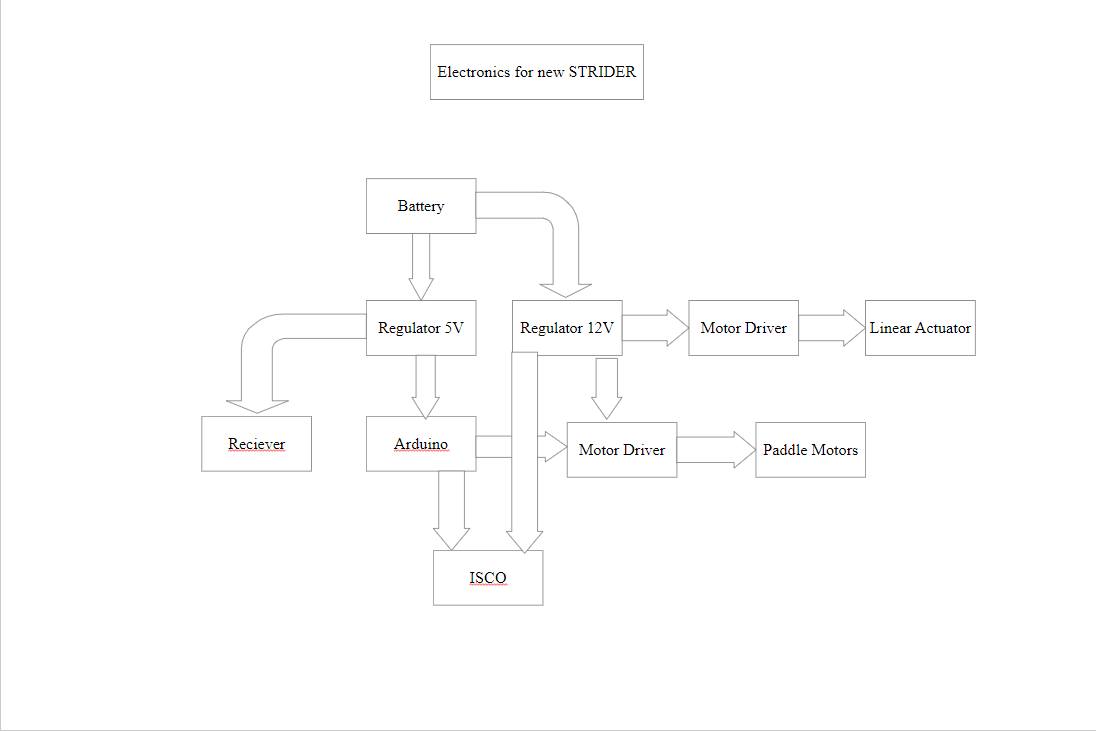 Electronics for new STRIDER
Battery
Regulator 5V
Regulator 12V
Motor Driver
Linear Actuator
Reciever
Arduino
Motor Driver
Paddle Motors
ISCO